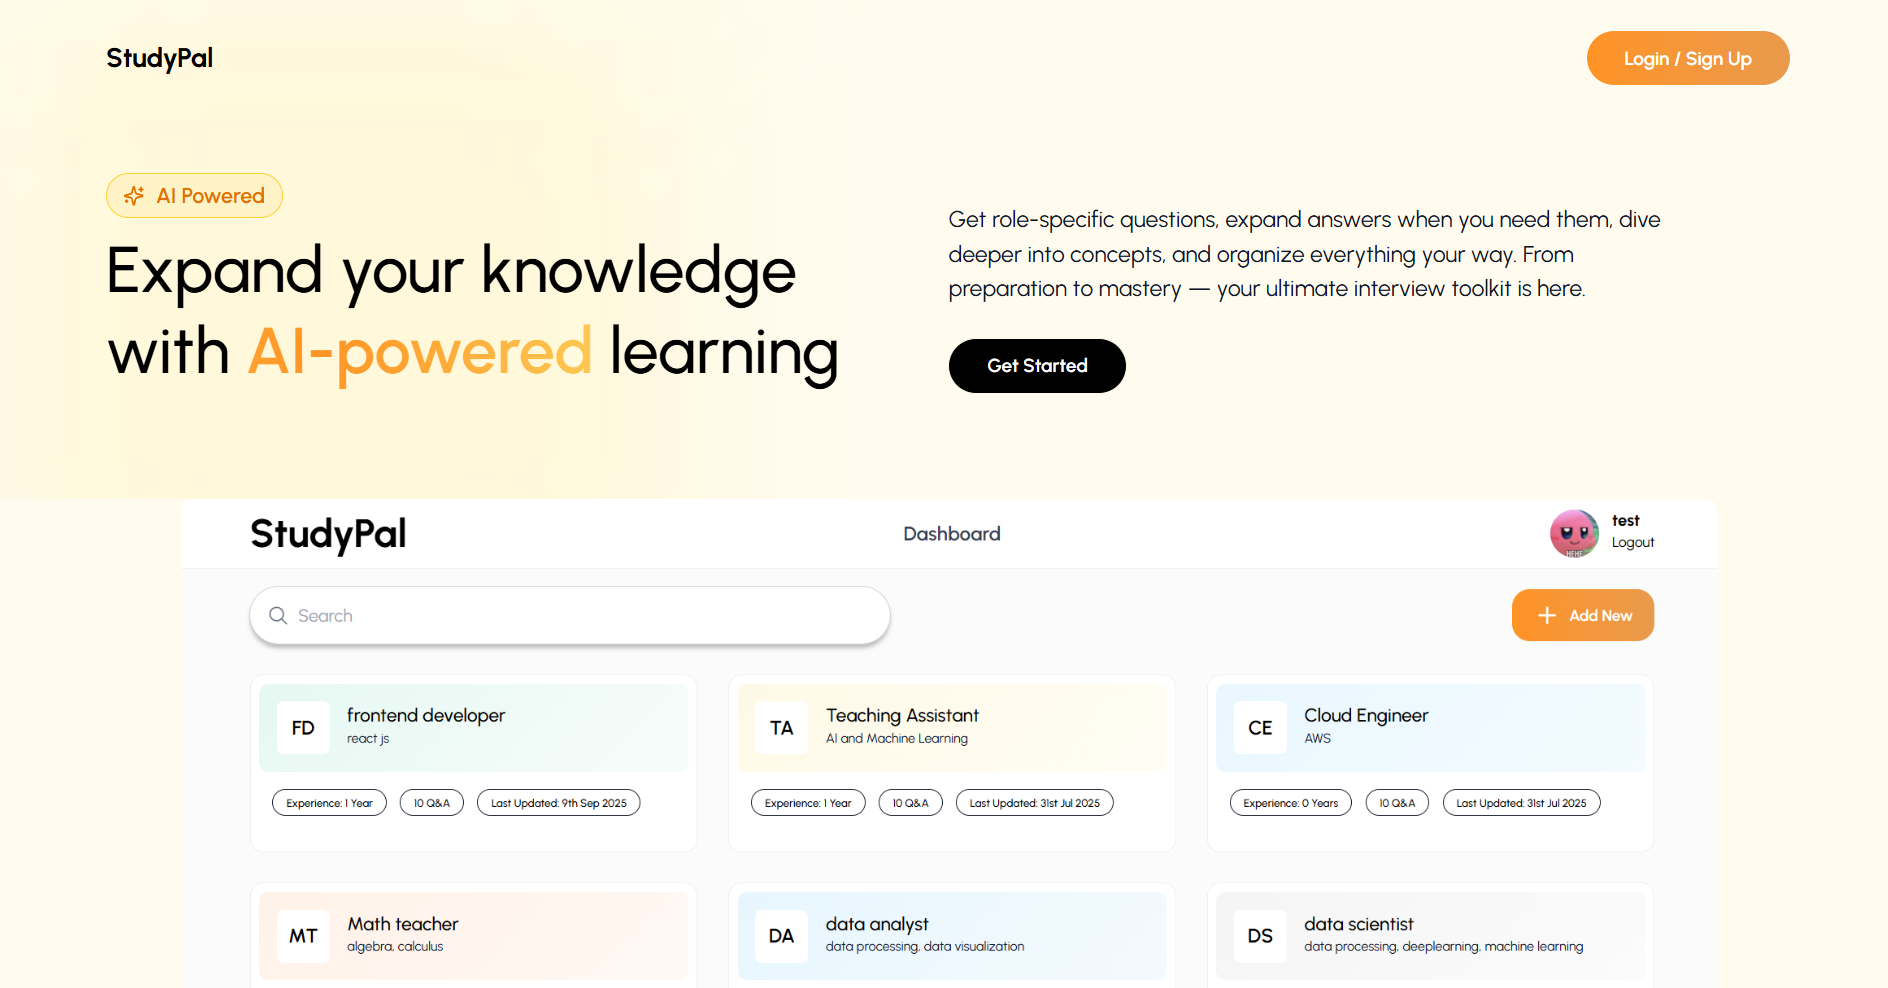 StudyPal
Login / Sign Up
AI Powered
Expand your knowledge
with AI-powered learning
Get role-specific questions, expand answers when you need them, dive
deeper into concepts, and organize everything your way. From
preparation to mastery — your ultimate interview toolkit is here.
Get Started
StudyPal
Dashboard
test
Logout
HEHE
Search
Add New
FD
frontend developer
react js
Experience: 1 Year
10 Q&A
Last Updated: 9th Sep 2025
TA
Teaching Assistant
AI and Machine Learning
Experience: 1 Year
10 Q&A
Last Updated: 31st Jul 2025
CE
Cloud Engineer
AWS
Experience: 0 Years
10 Q&A
Last Updated: 31st Jul 2025
MT
Math teacher
algebra, calculus
DA
data analyst
data processing, data visualization
DS
data scientist
data processing, deeplearning, machine learning